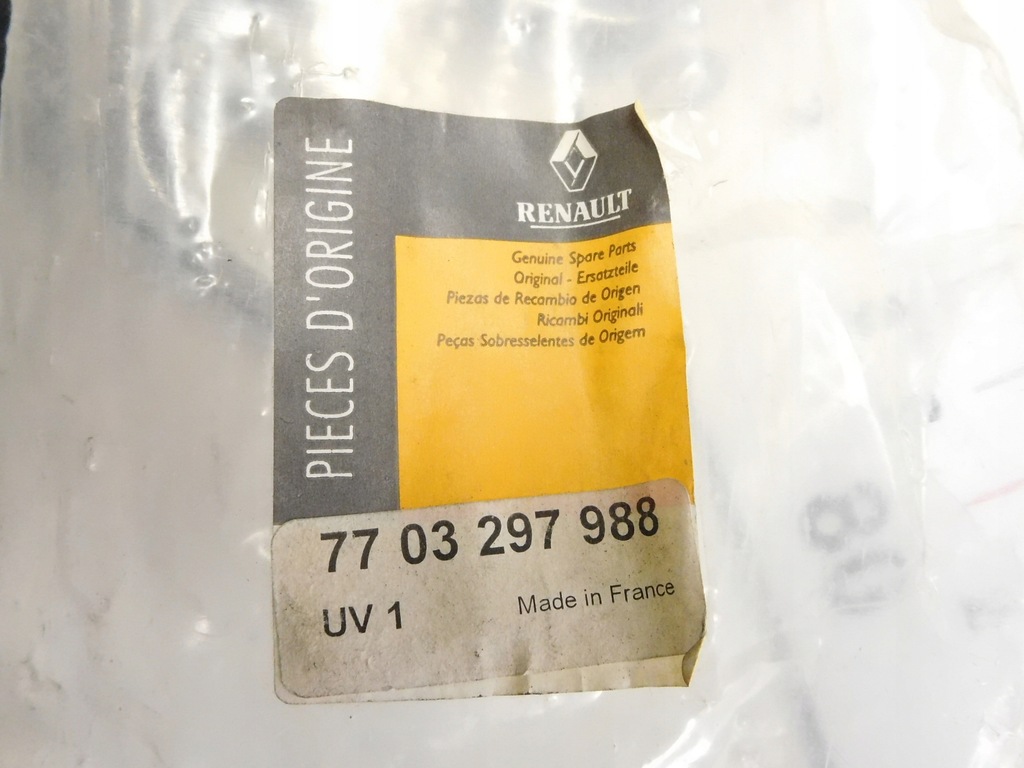 PIECES D'ORIGINE
RENAULT
Genuine Spare Parts
Original - Ersatzteile
Piezas de Recambio de Origen
Ricambi Originali
Peças Sobresselentes de Origem
77 03 297 988
UV 1
Made in France